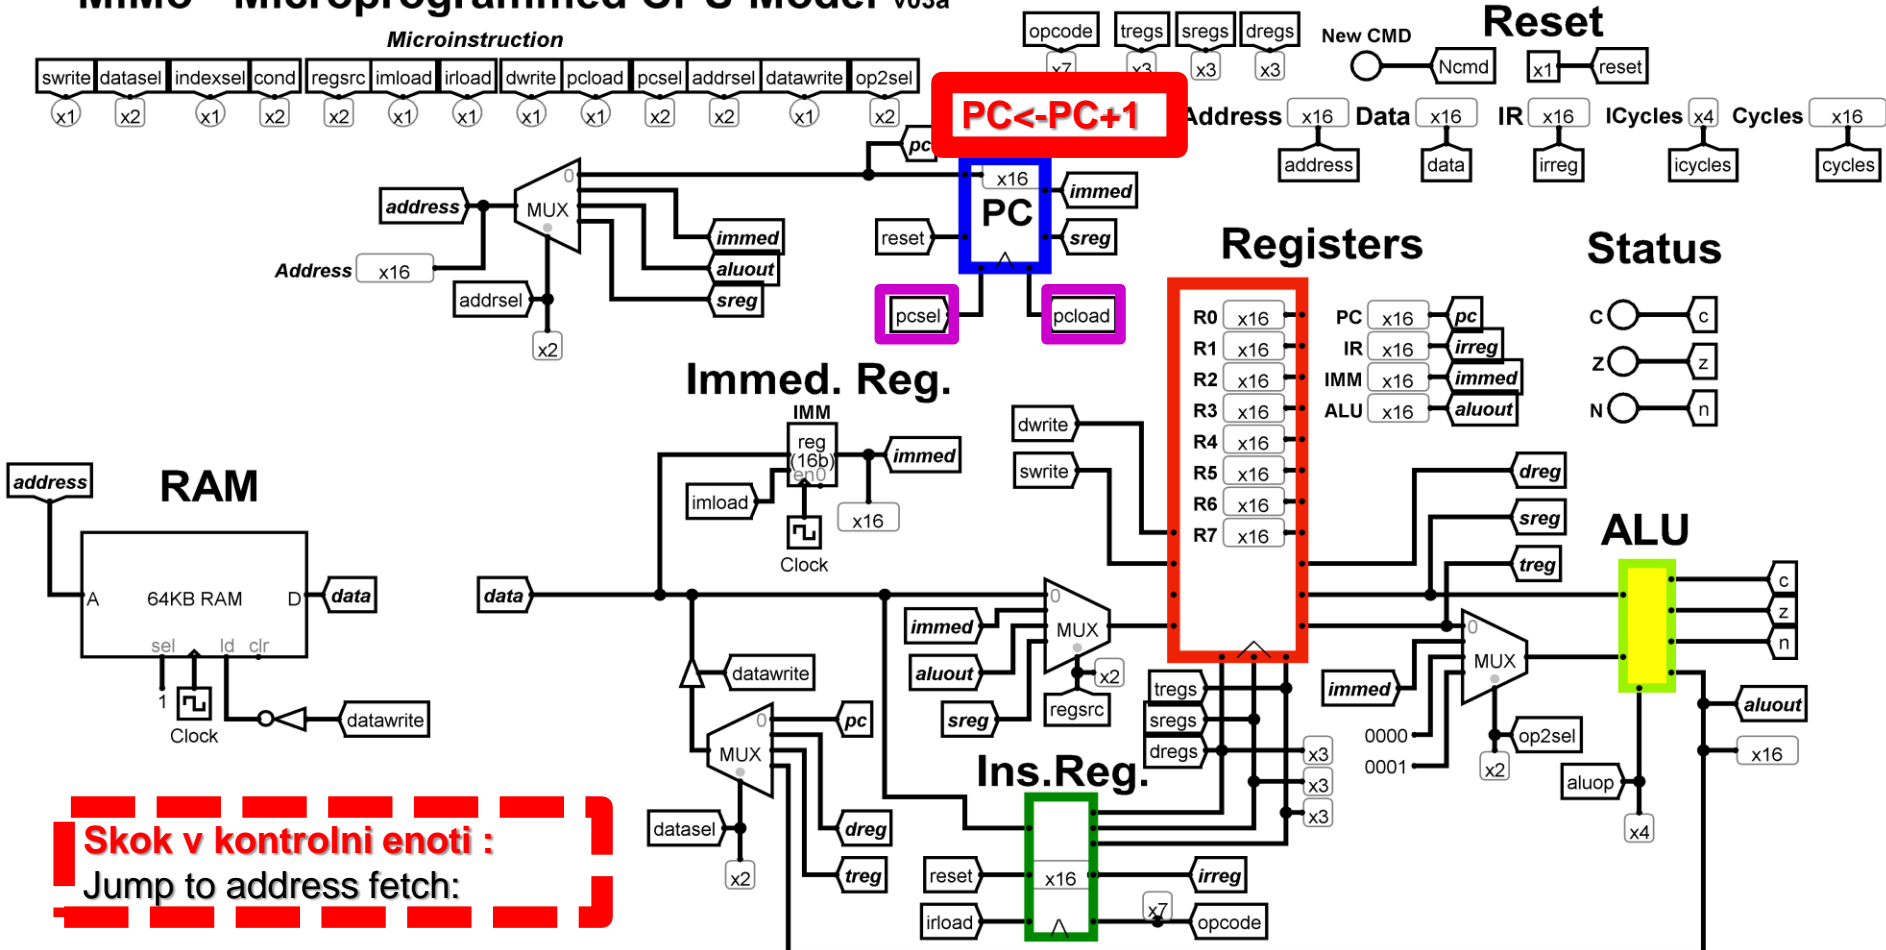 MiMo - Microprogrammed CPU Model v03a
Microinstruction
swrite datasel indexsel cond regsrc imload irload dwrite pcload pcsel addrsel datawrite op2sel
x1 x2 x1 x2 x2 x1 x1 x1 x1 x2 x2 x1 x2
opcode tregs sregs dregs
x7 x3 x3 x3
New CMD
Ncmd
Reset
x1 reset
PC<-PC+1
Address x16 Data x16 IR x16 ICycles x4 Cycles x16
address data irreg icycles cycles
pc
0
MUX
address
Address x16
addrsel
x2
immed
aluout
sreg
x16
PC
reset
immed
sreg
pcsel
pcload
Registers
R0 x16
R1 x16
R2 x16
R3 x16
R4 x16
R5 x16
R6 x16
R7 x16
PC x16 pc
IR x16 irreg
IMM x16 immed
ALU x16 aluout
Status
C c
Z z
N n
Immed. Reg.
IMM
reg
(16b)
en0
imload
Clock
immed
x16
dwrite
swrite
dreg
sreg
treg
RAM
address
A 64KB RAM D
data
sel ld clr
1
Clock
datawrite
data
datawrite
0
MUX
pc
datasel
x2
dreg
treg
0
MUX
immed
aluout
sreg
x2
regsrc
tregs
sregs
dregs
x3
x3
x3
Ins.Reg.
reset
x16
irreg
irload
x7
opcode
ALU
c
z
n
0
MUX
immed
0000
0001
op2sel
x2
aluop
x4
aluout
x16
Skok v kontrolni enoti :
Jump to address fetch: